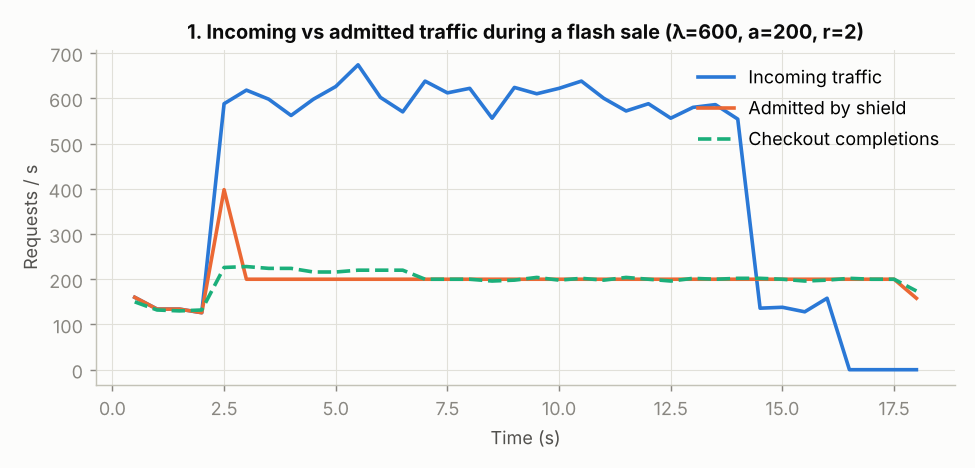 1. Incoming vs admitted traffic during a flash sale (λ=600, a=200, r=2)
700
600
500
400
300
200
100
0
Requests / s
Incoming traffic
Admitted by shield
Checkout completions
0.0 2.5 5.0 7.5 10.0 12.5 15.0 17.5
Time (s)